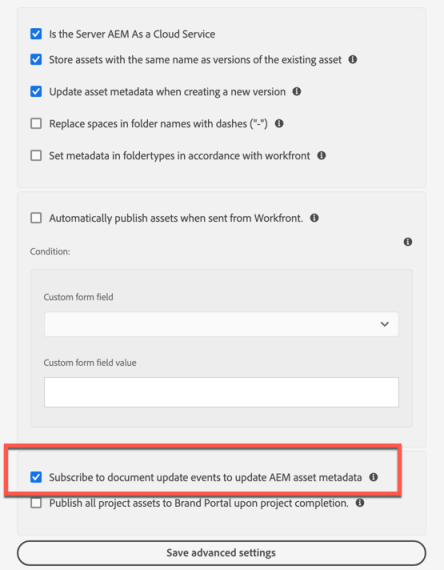 Is the Server AEM As a Cloud Service
Store assets with the same name as versions of the existing asset
Update asset metadata when creating a new version
Replace spaces in folder names with dashes ("-")
Set metadata in foldertypes in accordance with workfront
Automatically publish assets when sent from Workfront.
Condition:
Custom form field
Custom form field value
Subscribe to document update events to update AEM asset metadata
Publish all project assets to Brand Portal upon project completion.
Save advanced settings